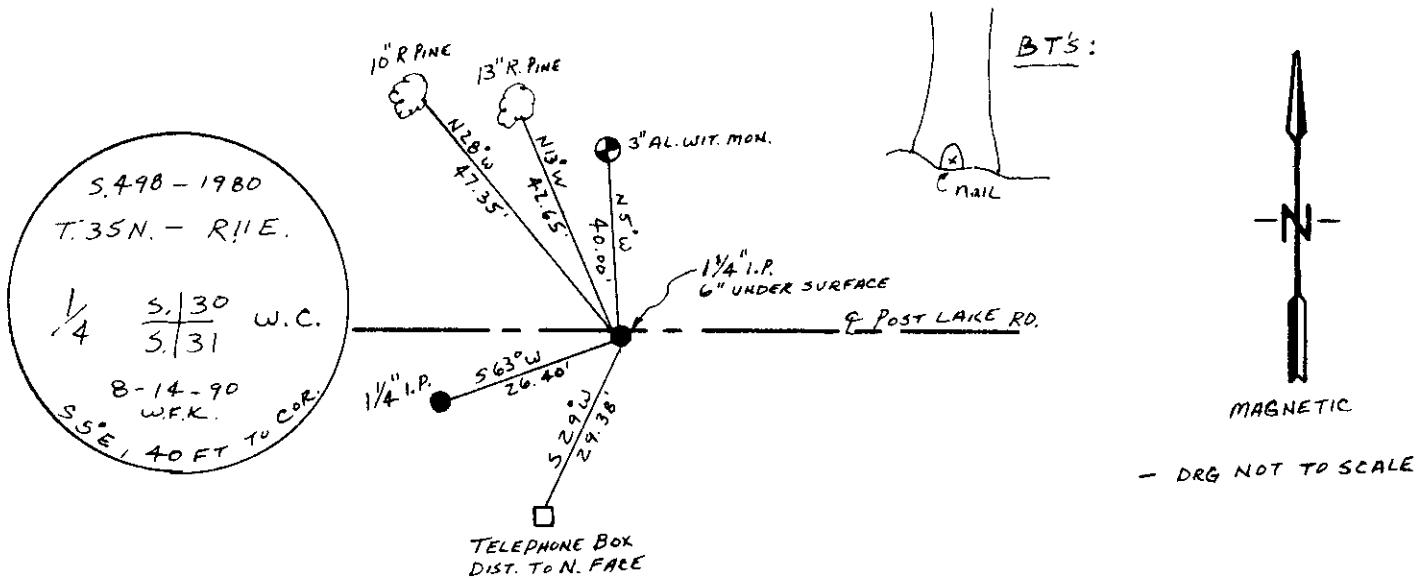 10" R PINE
13" R. PINE
BT'S:
3" AL. WIT. MON.
nail
N28°W
47.35'
N13°W
42.65'
N5°W
40.00'
S.498 - 1980
T.35N. - R11E.
1/4
S. 30
S. 31
W.C.
8-14-90
W.F.K.
S5°E, 40 FT TO COR.
1 1/4" I.P.
6" UNDER SURFACE
℄ POST LAKE RD.
N
MAGNETIC
- DRG NOT TO SCALE
S63°W
26.40'
1 1/4" I.P.
S 29°W
29.38'
TELEPHONE BOX
DIST. TO N. FACE